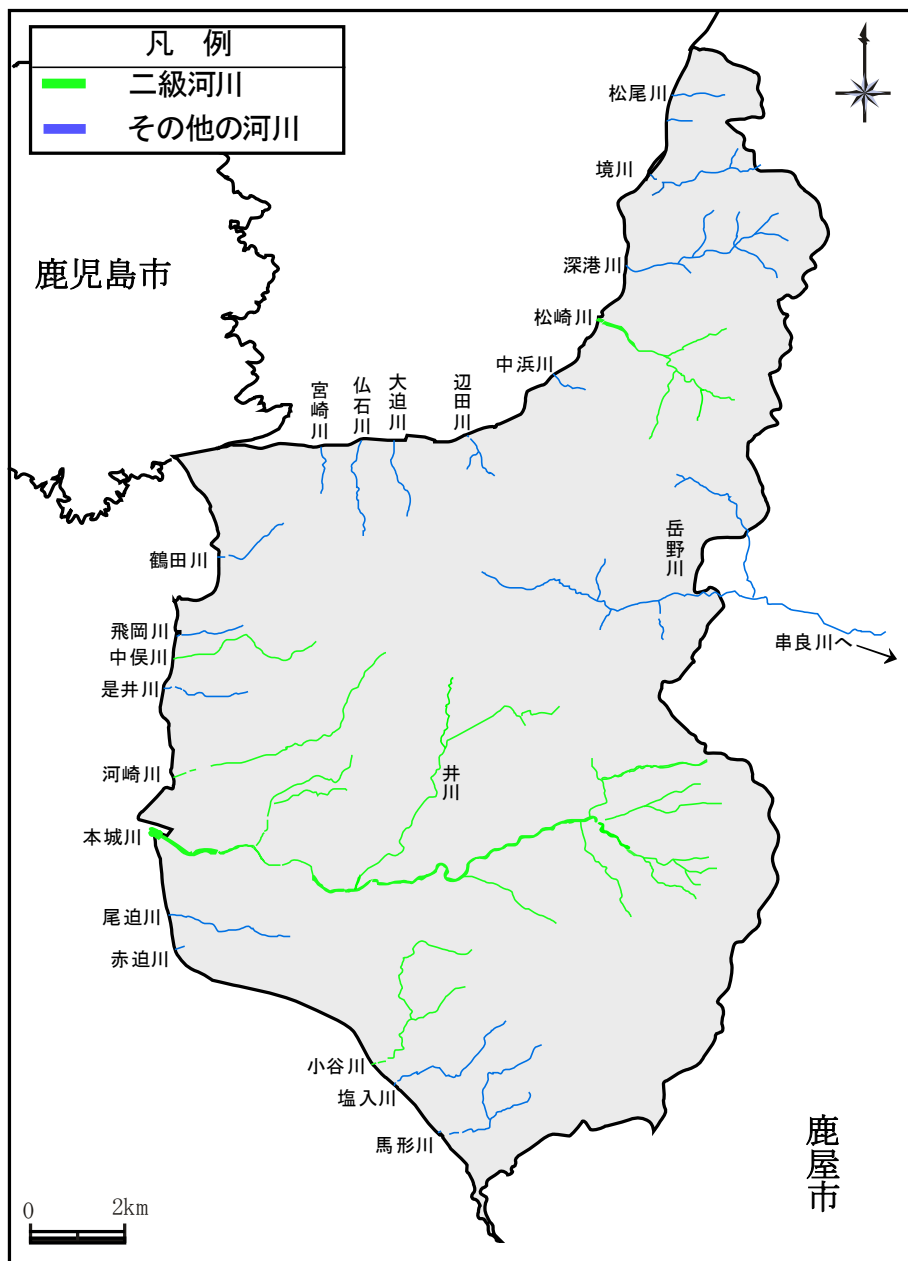 凡 例
二級河川
その他の河川
松尾川
境川
鹿児島市
深港川
松崎川
中浜川
宮崎川
仏石川
大迫川
辺田川
岳野川
鶴田川
飛岡川
中俣川
串良川へ
是井川
河崎川
井川
本城川
尾迫川
赤迫川
小谷川
塩入川
馬形川
鹿屋市
0 2km